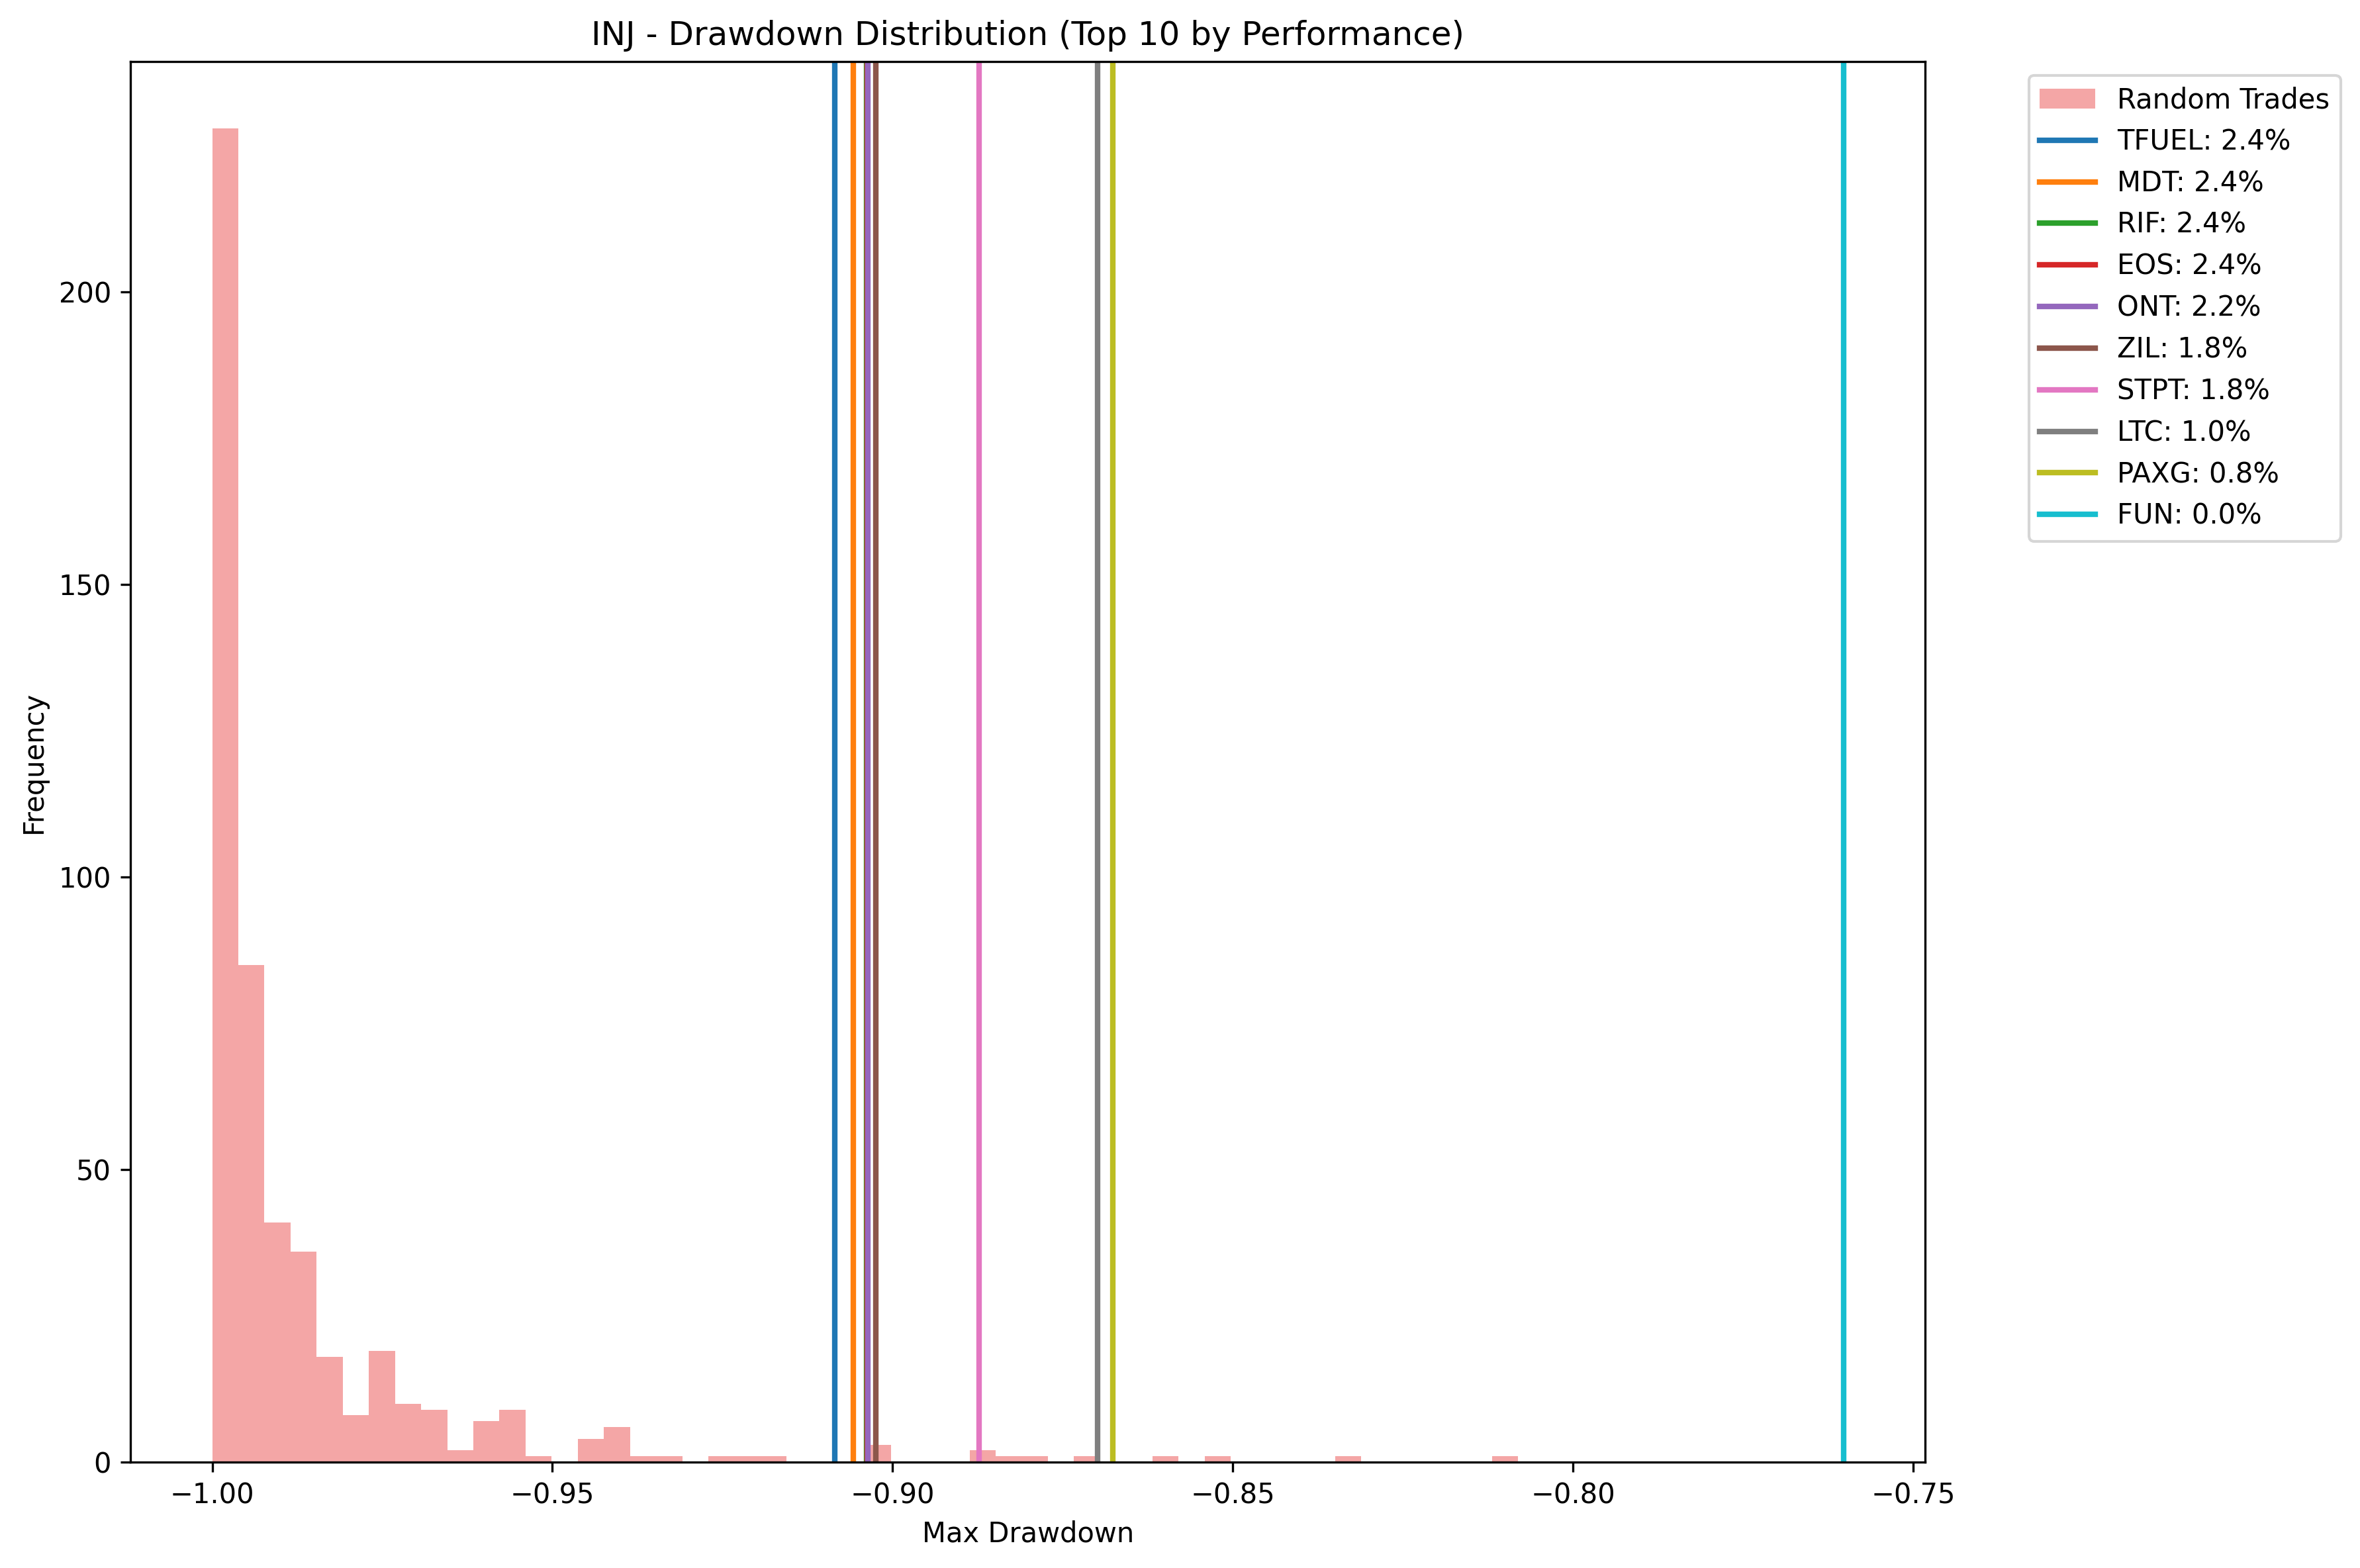 INJ - Drawdown Distribution (Top 10 by Performance)
Random Trades
TFUEL: 2.4%
MDT: 2.4%
RIF: 2.4%
EOS: 2.4%
ONT: 2.2%
ZIL: 1.8%
STPT: 1.8%
LTC: 1.0%
PAXG: 0.8%
FUN: 0.0%
Frequency
200
150
100
50
0
−1.00 −0.95 −0.90 −0.85 −0.80 −0.75
Max Drawdown